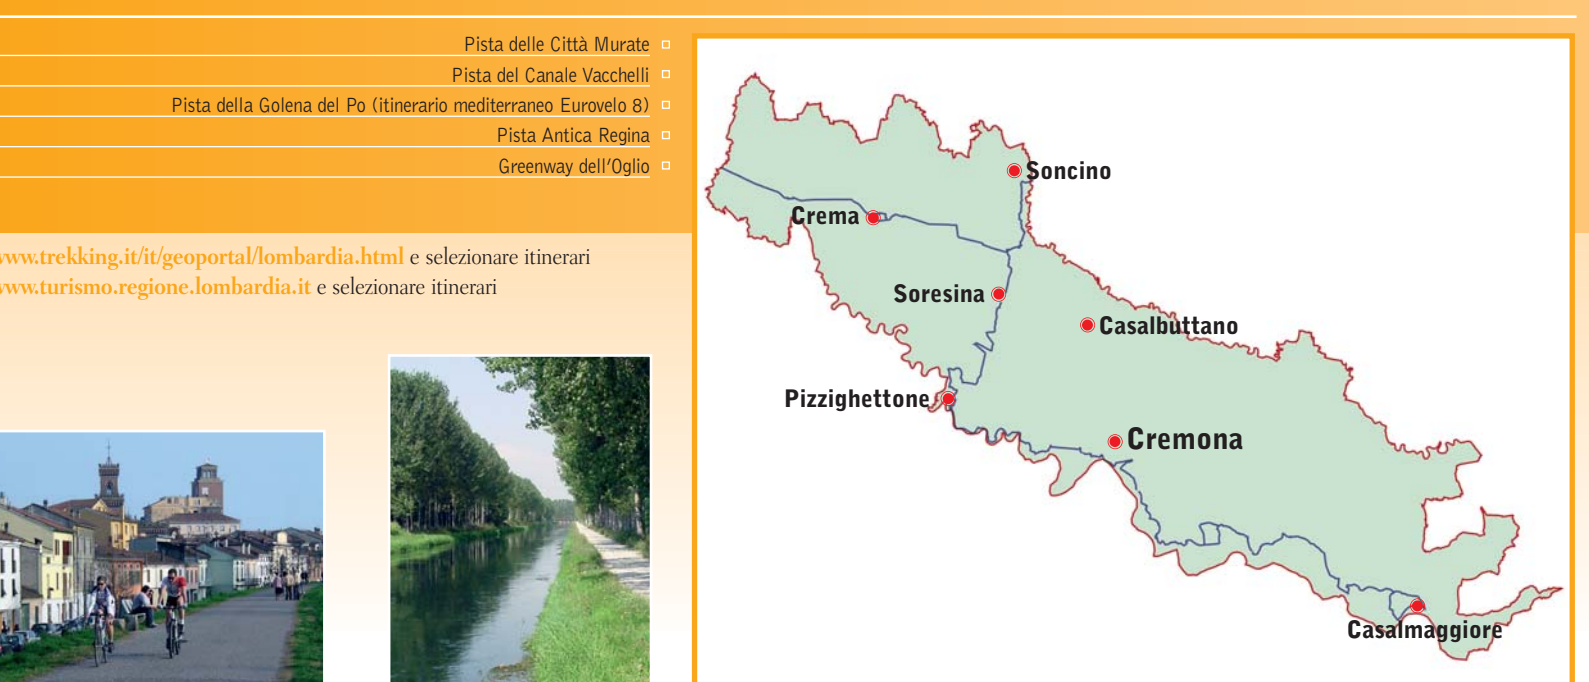 Pista delle Città Murate
Pista del Canale Vacchelli
Pista della Golena del Po (itinerario mediterraneo Eurovelo 8)
Pista Antica Regina
Greenway dell'Oglio
www.trekking.it/it/geoportal/lombardia.html e selezionare itinerari
www.turismo.regione.lombardia.it e selezionare itinerari
Soncino
Crema
Soresina
Casalbuttano
Pizzighettone
Cremona
Casalmaggiore